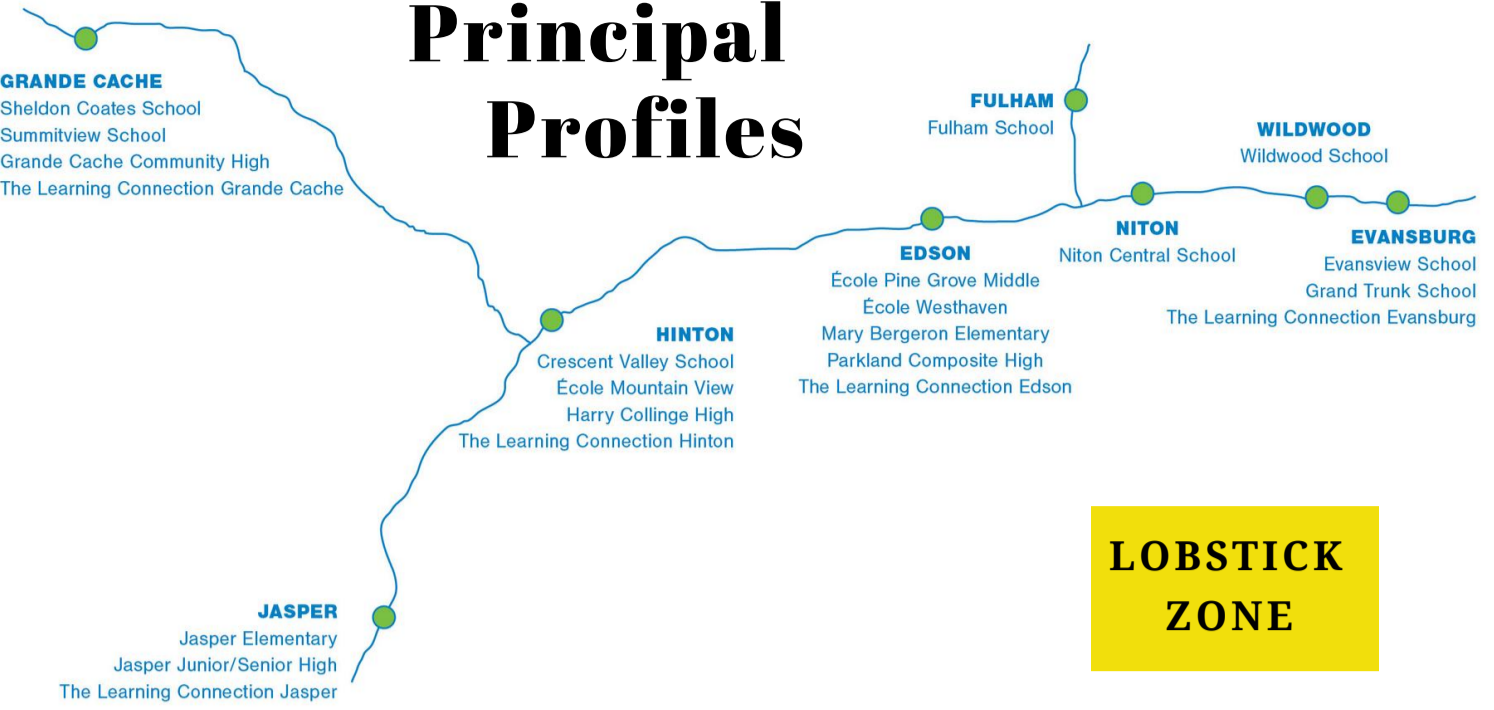 Principal
Profiles
GRANDE CACHE
Sheldon Coates School
Summitview School
Grande Cache Community High
The Learning Connection Grande Cache
FULHAM
Fulham School
WILDWOOD
Wildwood School
NITON
Niton Central School
EVANSBURG
Evansview School
Grand Trunk School
The Learning Connection Evansburg
EDSON
École Pine Grove Middle
École Westhaven
Mary Bergeron Elementary
Parkland Composite High
The Learning Connection Edson
HINTON
Crescent Valley School
École Mountain View
Harry Collinge High
The Learning Connection Hinton
JASPER
Jasper Elementary
Jasper Junior/Senior High
The Learning Connection Jasper
LOBSTICK
ZONE